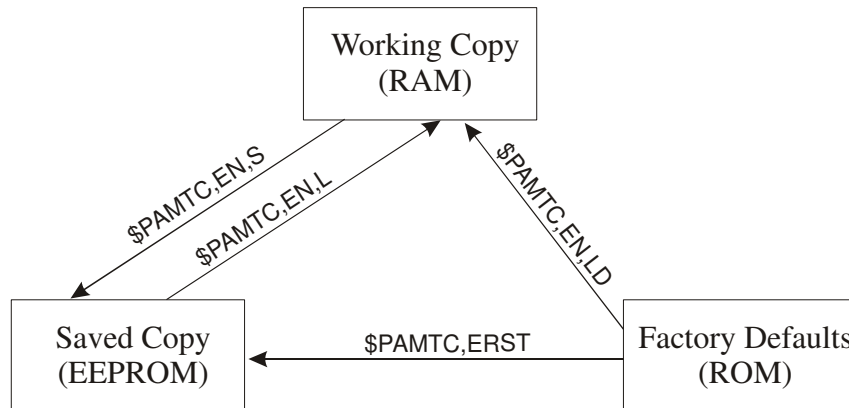 Working Copy
(RAM)
$PAMTC,EN,S
$PAMTC,EN,L
$PAMTC,EN,LD
Saved Copy
(EEPROM)
$PAMTC,ERST
Factory Defaults
(ROM)